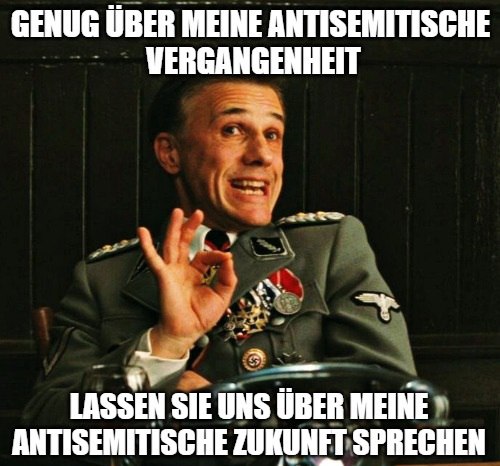 GENUG ÜBER MEINE ANTISEMITISCHE
VERGANGENHEIT
LASSEN SIE UNS ÜBER MEINE
ANTISEMITISCHE ZUKUNFT SPRECHEN